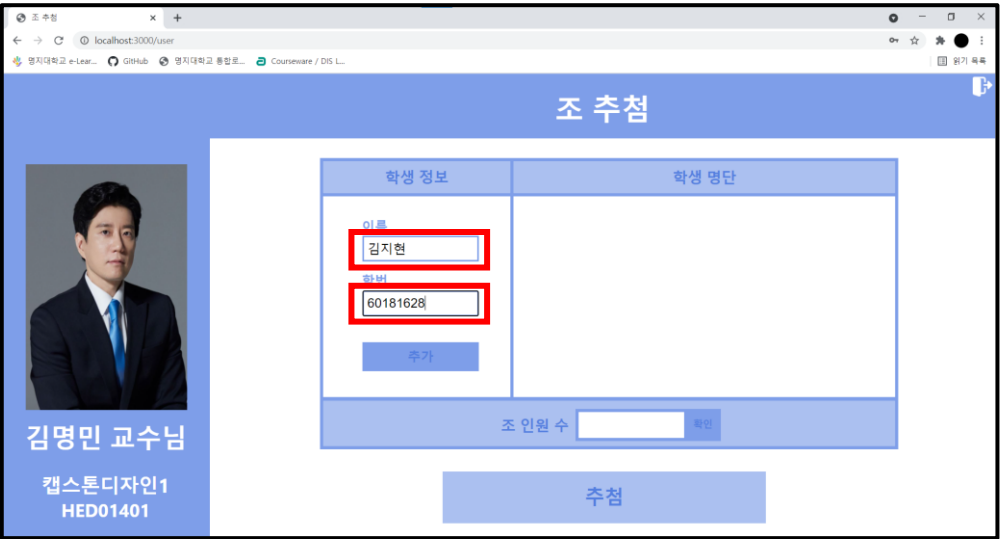 조 추첨
localhost:3000/user
명지대학교 e-Lear... GitHub 명지대학교 통합로... Courseware / DIS L...
읽기 목록
조 추첨
학생 정보
학생 명단
이름
김지현
학번
60181628
추가
조 인원 수
확인
추첨
김명민 교수님
캡스톤디자인1
HED01401